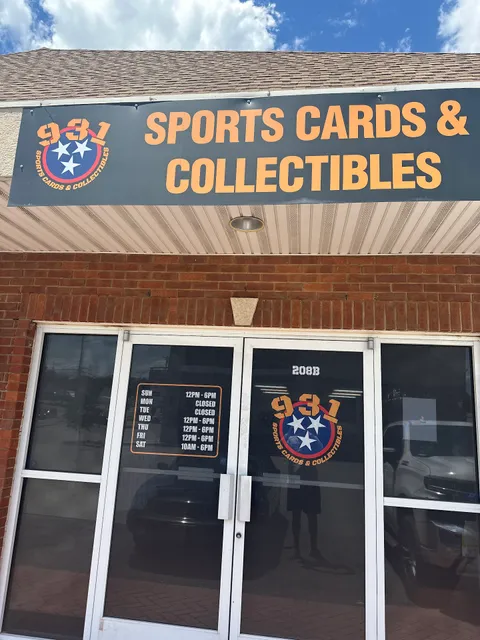 931
SPORTS CARDS & COLLECTIBLES
SPORTS CARDS &
COLLECTIBLES
208B
SUN 12PM - 6PM
MON CLOSED
TUE CLOSED
WED 12PM - 6PM
THU 12PM - 6PM
FRI 12PM - 6PM
SAT 10AM - 6PM
931
SPORTS CARDS & COLLECTIBLES